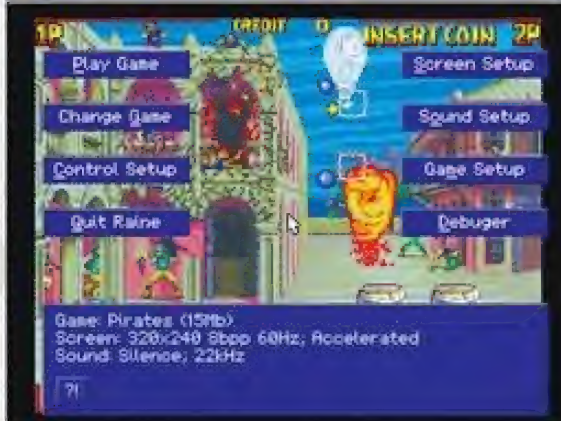 1P CREDIT 0 INSERT COIN 2P
Play Game
Screen Setup
Change Game
Sound Setup
Control Setup
Game Setup
Quit Raine
Debuger
Game: Pirates (15Mb)
Screen: 320x240 8bpp 60Hz, Accelerated
Sound: Silence; 22kHz
?!